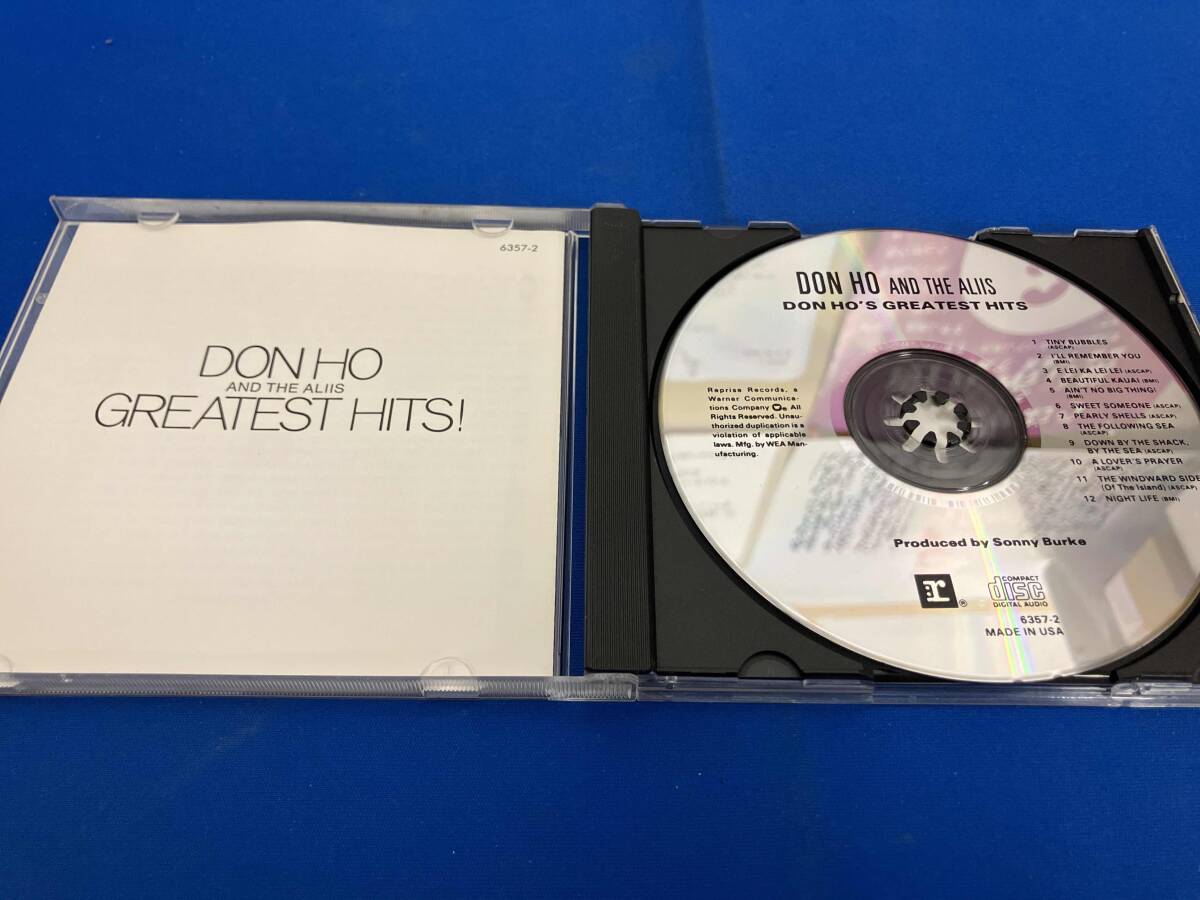 6357-2
DON HO
AND THE ALIIS
GREATEST HITS!
DON HO AND THE ALIIS
DON HO'S GREATEST HITS
1 TINY BUBBLES
(ASCAP)
2 I'LL REMEMBER YOU
(BMI)
3 E LEI KA LEI LEI (ASCAP)
4 BEAUTIFUL KAUAI (BMI)
5 AIN'T NO BIG THING!
(BMI)
6 SWEET SOMEONE (ASCAP)
7 PEARLY SHELLS (ASCAP)
8 THE FOLLOWING SEA
(ASCAP)
9 DOWN BY THE SHACK,
BY THE SEA (ASCAP)
10 A LOVER'S PRAYER
(ASCAP)
11 THE WINDWARD SIDE
(Of The Island) (ASCAP)
12 NIGHT LIFE (BMI)
Reprise Records, a
Warner Communica-
tions Company All
Rights Reserved. Unau-
thorized duplication is a
violation of applicable
laws. Mfg. by WEA Man-
ufacturing.
Produced by Sonny Burke
r ®
COMPACT
disc
DIGITAL AUDIO
6357-2
MADE IN USA